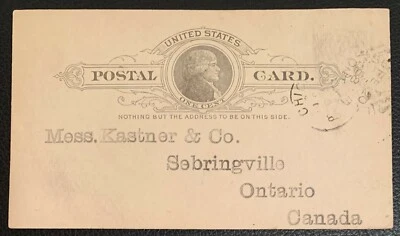 UNITED STATES
POSTAL CARD.
ONE CENT
NOTHING BUT THE ADDRESS TO BE ON THIS SIDE.
Mess. Kastner & Co.
Sebringville
Ontario
Canada